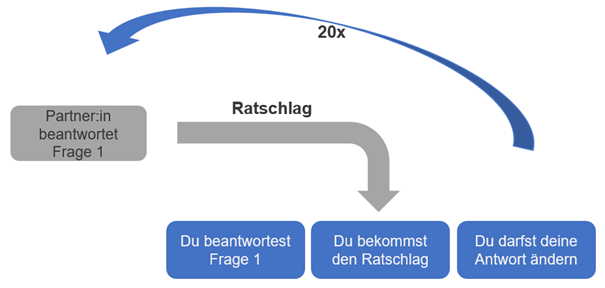 20x
Partner:in
beantwortet
Frage 1
Ratschlag
Du beantwortest
Frage 1
Du bekommst
den Ratschlag
Du darfst deine
Antwort ändern